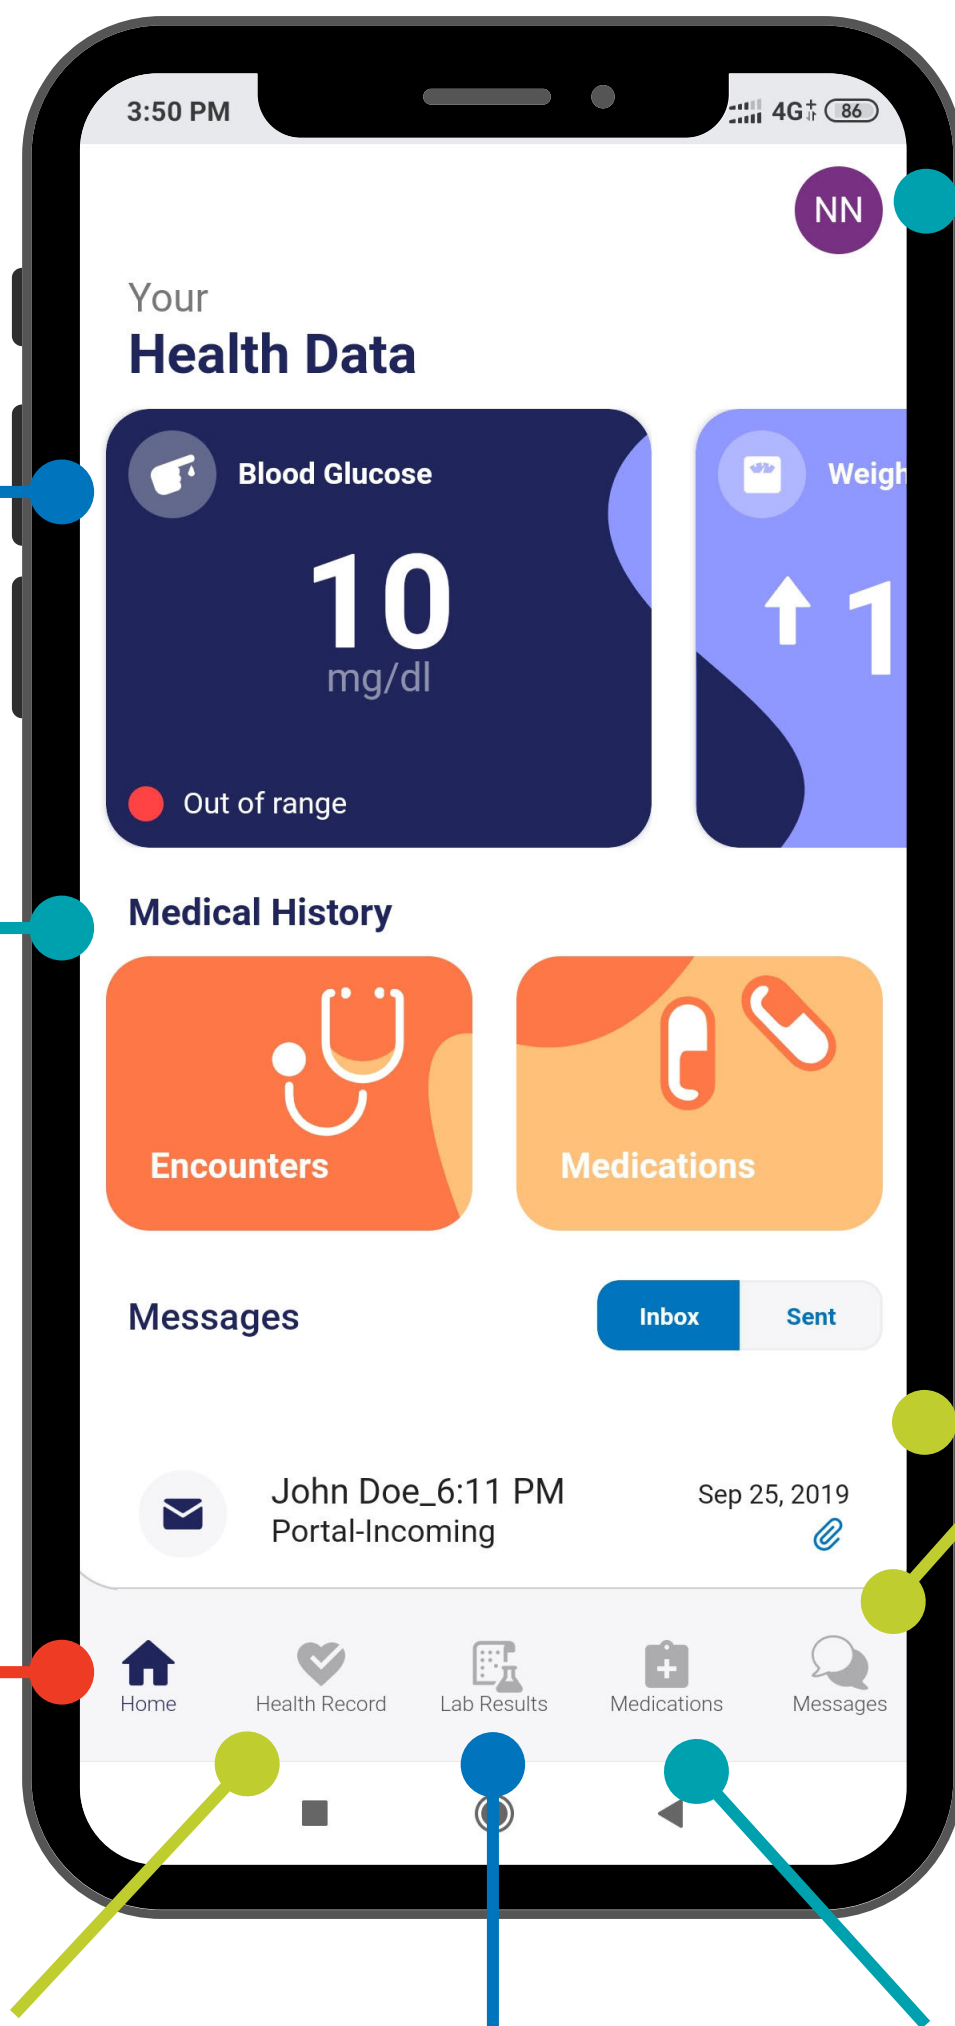 3:50 PM 4G+ 86
NN
Your
Health Data
Blood Glucose
10
mg/dl
Out of range
Weigh
1
Medical History
Encounters
Medications
Messages
Inbox
Sent
John Doe_6:11 PM
Sep 25, 2019
Portal-Incoming
Home
Health Record
Lab Results
Medications
Messages